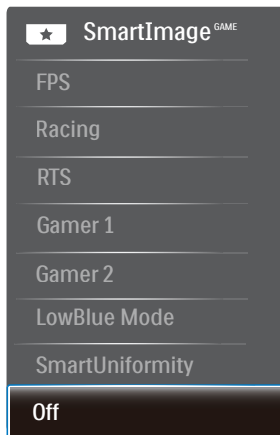 SmartImage GAME
FPS
Racing
RTS
Gamer 1
Gamer 2
LowBlue Mode
SmartUniformity
Off